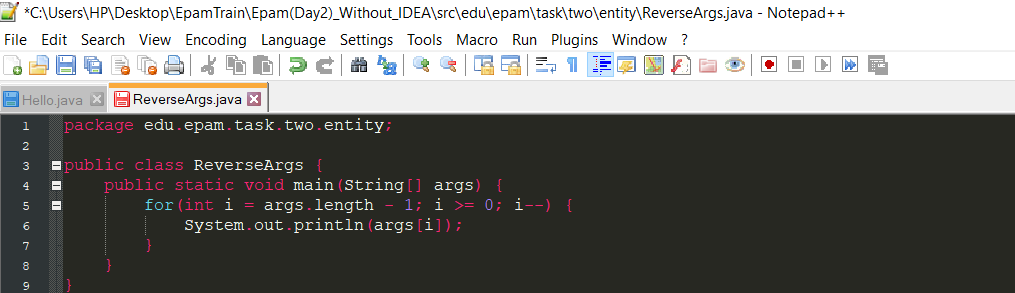 *C:\Users\HP\Desktop\EpamTrain\Epam(Day2)_Without_IDEA\src\edu\epam\task\two\entity\ReverseArgs.java - Notepad++
File Edit Search View Encoding Language Settings Tools Macro Run Plugins Window ?
Hello.java ReverseArgs.java
1 package edu.epam.task.two.entity;
2
3 public class ReverseArgs {
4 public static void main(String[] args) {
5 for(int i = args.length - 1; i >= 0; i--) {
6 System.out.println(args[i]);
7 }
8 }
9 }